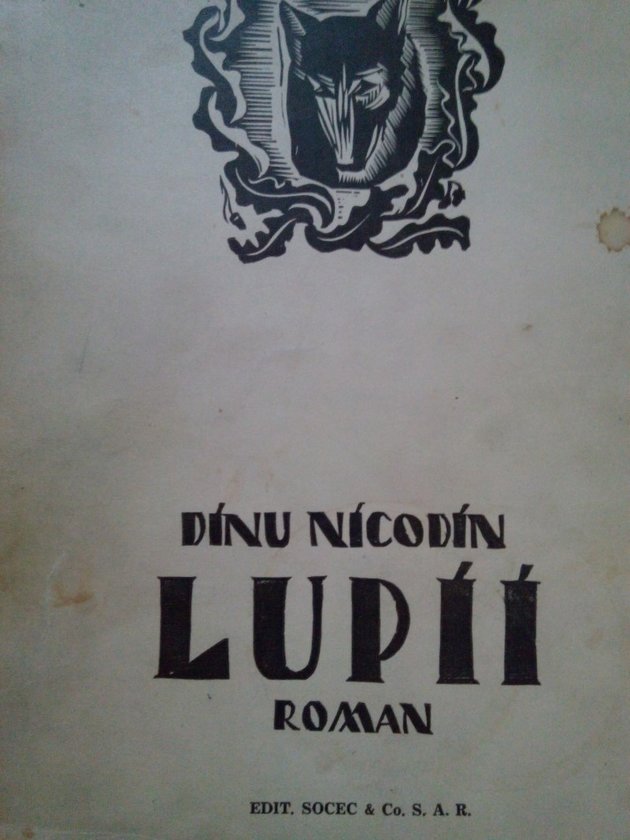 DÍNU NÍCODÍN
LUPÍÍ
ROMAN
EDIT. SOCEC & Co. S. A. R.